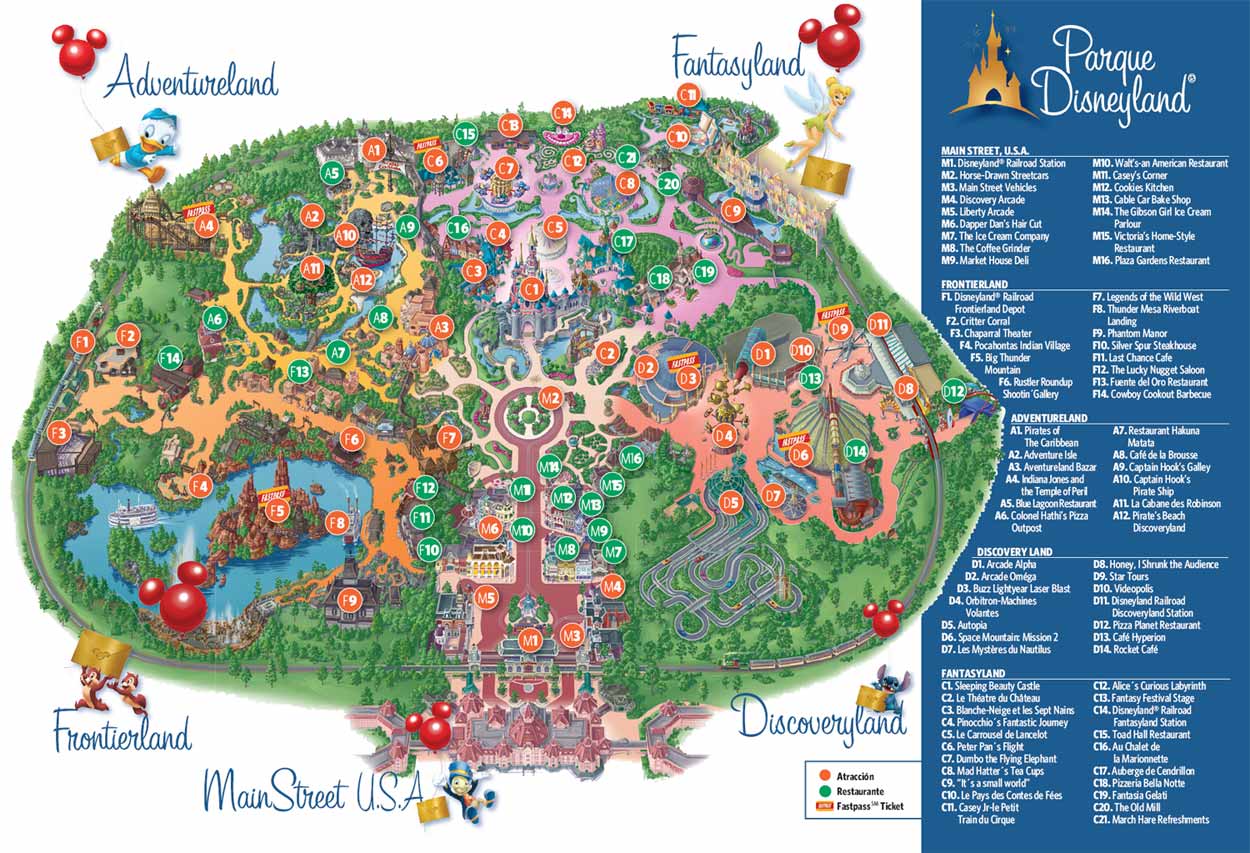 Adventureland
Fantasyland
Frontierland
Main Street U.S.A
Discoveryland
C11
C14
C13
C15
C10
A1
FASTPASS
C6
C12
C21
C7
A5
C8
C20
FASTPASS
A4
A2
C9
A10
A9
C16
C4
C5
C17
A11
A12
C3
C18
C19
C1
A6
A8
FASTPASS
D9
D11
A3
F1
F2
F14
A7
C2
D1
D10
FASTPASS
D2
D3
F13
D13
D8
D12
M2
F3
F6
F7
D4
FASTPASS
D6
D14
M16
M14
F4
F12
M11
M12
M15
D7
FASTPASS
F5
M13
D5
F8
F11
M6
M10
M9
F10
M8
M7
M4
F9
M5
M1
M3
Atracción
Restaurante
FASTPASS Fastpass SM Ticket
Parque
Disneyland®
MAIN STREET, U.S.A.
M1. Disneyland® Railroad Station
M2. Horse-Drawn Streetcars
M3. Main Street Vehicles
M4. Discovery Arcade
M5. Liberty Arcade
M6. Dapper Dan's Hair Cut
M7. The Ice Cream Company
M8. The Coffee Grinder
M9. Market House Deli
M10. Walt's-an American Restaurant
M11. Casey's Corner
M12. Cookies Kitchen
M13. Cable Car Bake Shop
M14. The Gibson Girl Ice Cream
Parlour
M15. Victoria's Home-Style
Restaurant
M16. Plaza Gardens Restaurant
FRONTIERLAND
F1. Disneyland® Railroad
Frontierland Depot
F2. Critter Corral
F3. Chaparral Theater
F4. Pocahontas Indian Village
F5. Big Thunder
Mountain
F6. Rustler Roundup
Shootin´Gallery
F7. Legends of the Wild West
F8. Thunder Mesa Riverboat
Landing
F9. Phantom Manor
F10. Silver Spur Steakhouse
F11. Last Chance Cafe
F12. The Lucky Nugget Saloon
F13. Fuente del Oro Restaurant
F14. Cowboy Cookout Barbecue
ADVENTURELAND
A1. Pirates of
The Caribbean
A2. Adventure Isle
A3. Aventureland Bazar
A4. Indiana Jones and
the Temple of Peril
A5. Blue Lagoon Restaurant
A6. Colonel Hathi's Pizza
Outpost
A7. Restaurant Hakuna
Matata
A8. Café de la Brousse
A9. Captain Hook's Galley
A10. Captain Hook's
Pirate Ship
A11. La Cabane des Robinson
A12. Pirate's Beach
Discoveryland
DISCOVERY LAND
D1. Arcade Alpha
D2. Arcade Oméga
D3. Buzz Lightyear Laser Blast
D4. Orbitron-Machines
Volantes
D5. Autopia
D6. Space Mountain: Mission 2
D7. Les Mystères du Nautilus
D8. Honey, I Shrunk the Audience
D9. Star Tours
D10. Videopolis
D11. Disneyland Railroad
Discoveryland Station
D12. Pizza Planet Restaurant
D13. Café Hyperion
D14. Rocket Café
FANTASYLAND
C1. Sleeping Beauty Castle
C2. Le Théatre du Château
C3. Blanche-Neige et les Sept Nains
C4. Pinocchio´s Fantastic Journey
C5. Le Carrousel de Lancelot
C6. Peter Pan´s Flight
C7. Dumbo the Flying Elephant
C8. Mad Hatter´s Tea Cups
C9. "It´s a small world"
C10. Le Pays des Contes de Fées
C11. Casey Jr-le Petit
Train du Cirque
C12. Alice´s Curious Labyrinth
C13. Fantasy Festival Stage
C14. Disneyland® Railroad
Fantasyland Station
C15. Toad Hall Restaurant
C16. Au Chalet de
la Marionnette
C17. Auberge de Cendrillon
C18. Pizzeria Bella Notte
C19. Fantasia Gelati
C20. The Old Mill
C21. March Hare Refreshments